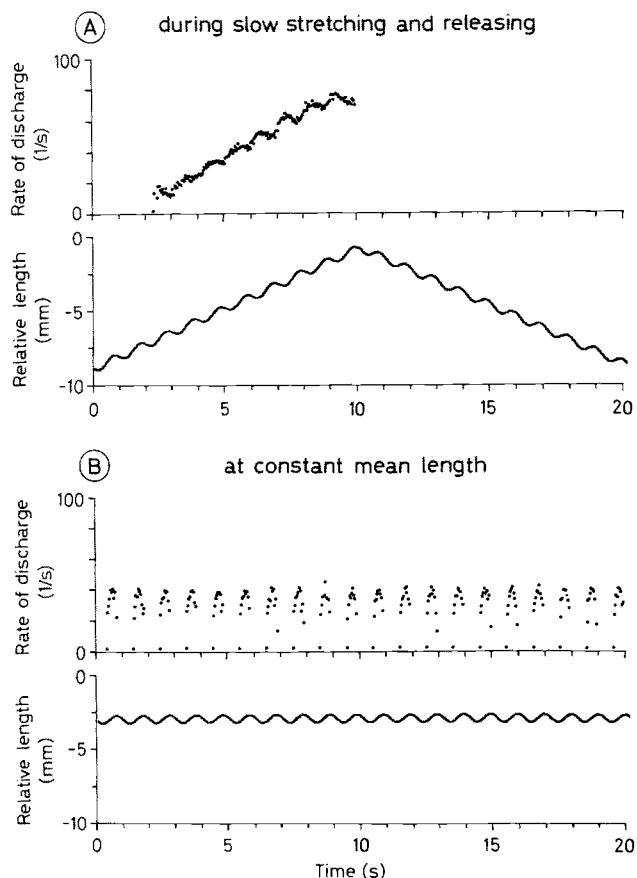 A during slow stretching and releasing
100
0
Rate of discharge
(1/s)
0
-5
-10
Relative length
(mm)
0 5 10 15 20
B at constant mean length
100
0
Rate of discharge
(1/s)
0
-5
-10
Relative length
(mm)
0 5 10 15 20
Time (s)